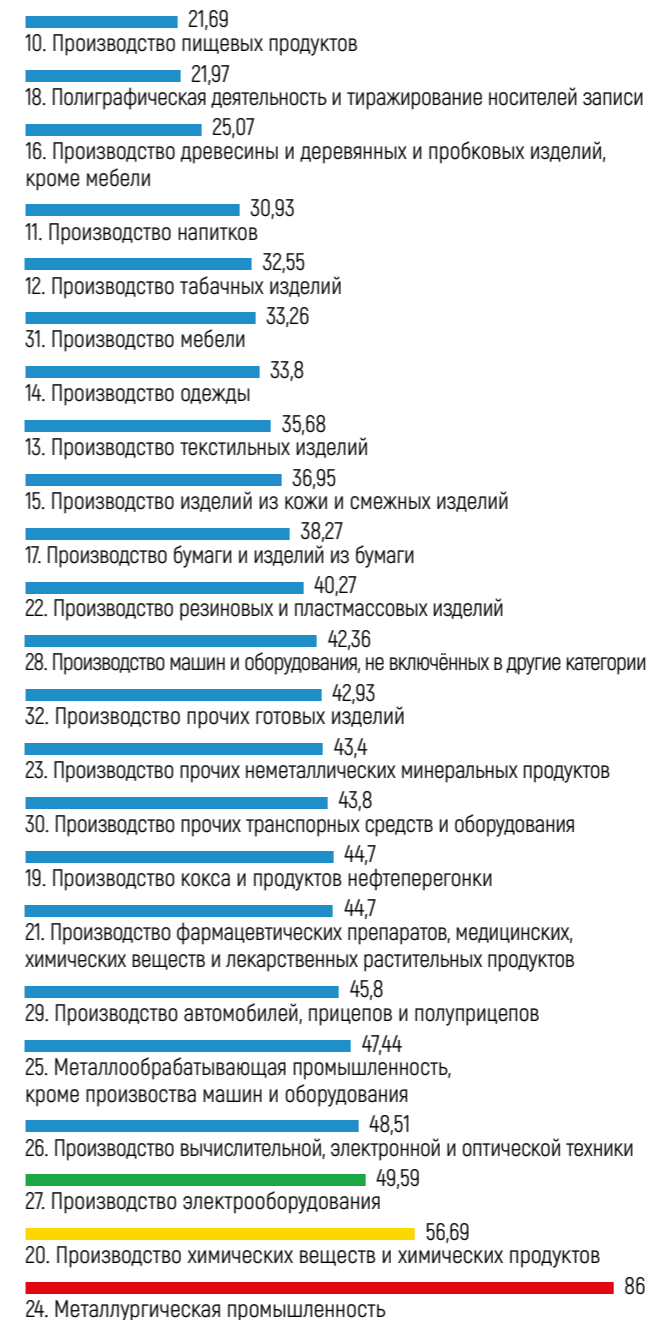 21,69
10. Производство пищевых продуктов
21,97
18. Полиграфическая деятельность и тиражирование носителей записи
25,07
16. Производство древесины и деревянных и пробковых изделий,
кроме мебели
30,93
11. Производство напитков
32,55
12. Производство табачных изделий
33,26
31. Производство мебели
33,8
14. Производство одежды
35,68
13. Производство текстильных изделий
36,95
15. Производство изделий из кожи и смежных изделий
38,27
17. Производство бумаги и изделий из бумаги
40,27
22. Производство резиновых и пластмассовых изделий
42,36
28. Производство машин и оборудования, не включённых в другие категории
42,93
32. Производство прочих готовых изделий
43,4
23. Производство прочих неметаллических минеральных продуктов
43,8
30. Производство прочих транспорных средств и оборудования
44,7
19. Производство кокса и продуктов нефтеперегонки
44,7
21. Производство фармацевтических препаратов, медицинских,
химических веществ и лекарственных растительных продуктов
45,8
29. Производство автомобилей, прицепов и полуприцепов
47,44
25. Металлообрабатывающая промышленность,
кроме произвоства машин и оборудования
48,51
26. Производство вычислительной, электронной и оптической техники
49,59
27. Производство электрооборудования
56,69
20. Производство химических веществ и химических продуктов
86
24. Металлургическая промышленность